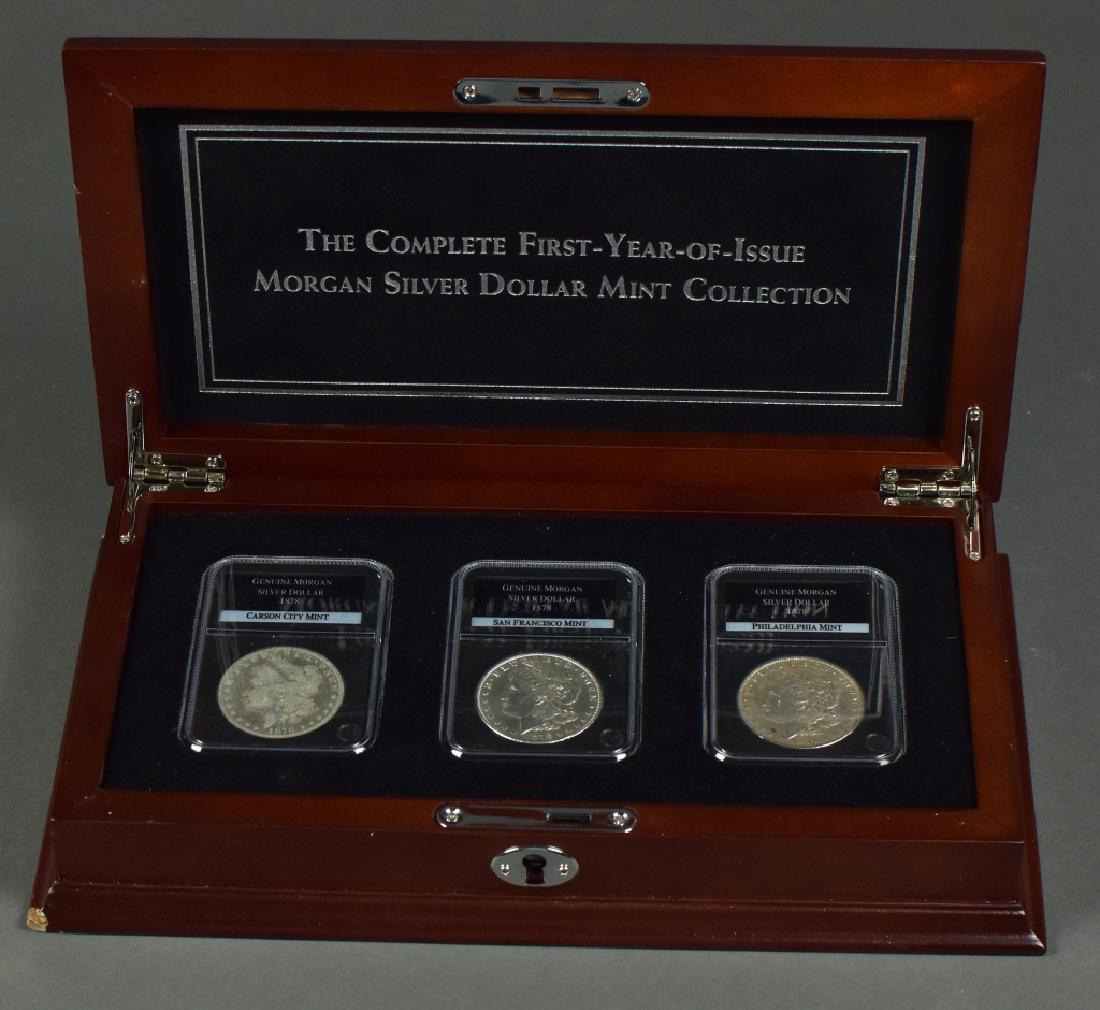 The Complete First-Year-of-Issue
Morgan Silver Dollar Mint Collection
Genuine Morgan
Silver Dollar
1878
Carson City Mint
Genuine Morgan
Silver Dollar
1878
San Francisco Mint
Genuine Morgan
Silver Dollar
1878
Philadelphia Mint
1878